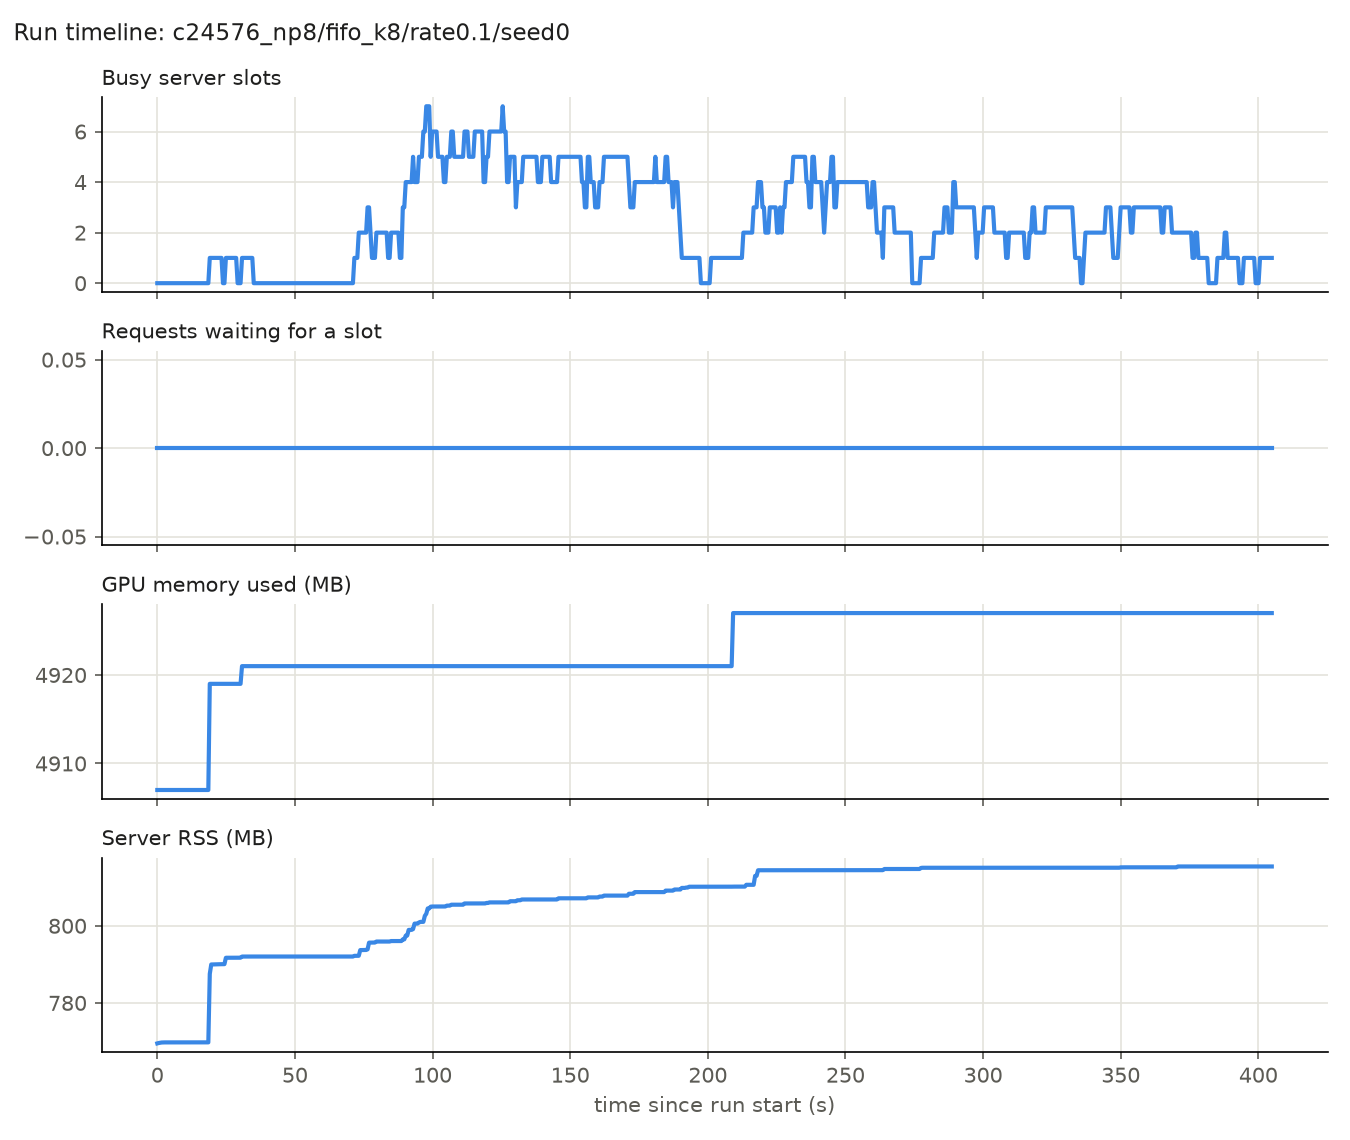 Run timeline: c24576_np8/fifo_k8/rate0.1/seed0
Busy server slots
6
4
2
0
Requests waiting for a slot
0.05
0.00
−0.05
GPU memory used (MB)
4920
4910
Server RSS (MB)
800
780
0 50 100 150 200 250 300 350 400
time since run start (s)